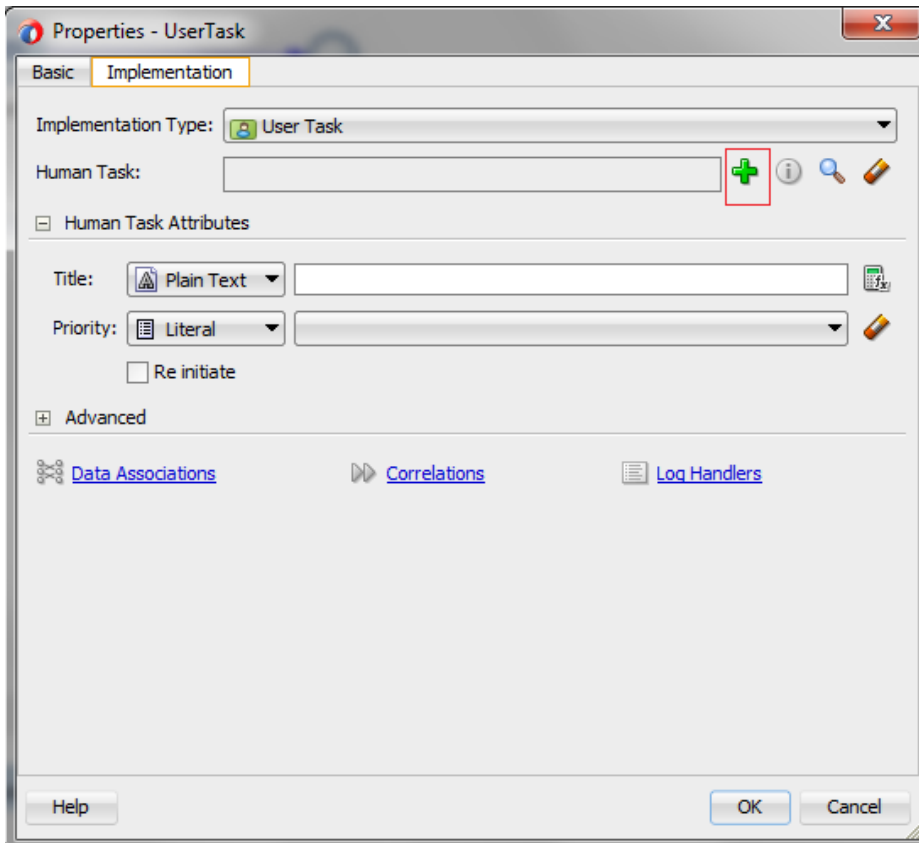 Properties - UserTask
Basic Implementation
Implementation Type: User Task
Human Task:
Human Task Attributes
Title: Plain Text
Priority: Literal
Re initiate
Advanced
Data Associations Correlations Log Handlers
Help OK Cancel